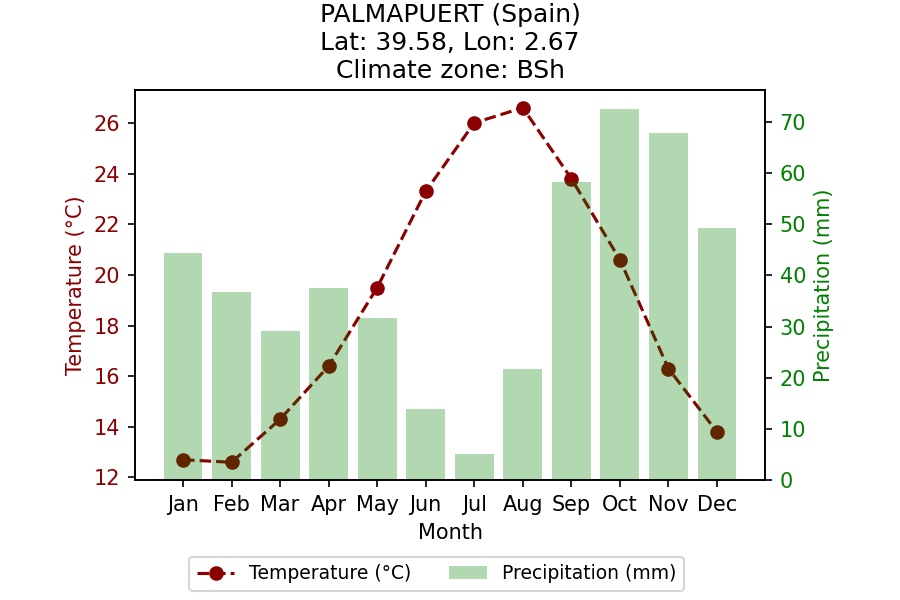 PALMAPUERT (Spain)
Lat: 39.58, Lon: 2.67
Climate zone: BSh
Temperature (°C)
26
24
22
20
18
16
14
12
70
60
50
40
30
20
10
0
Precipitation (mm)
Jan Feb Mar Apr May Jun Jul Aug Sep Oct Nov Dec
Month
Temperature (°C) Precipitation (mm)